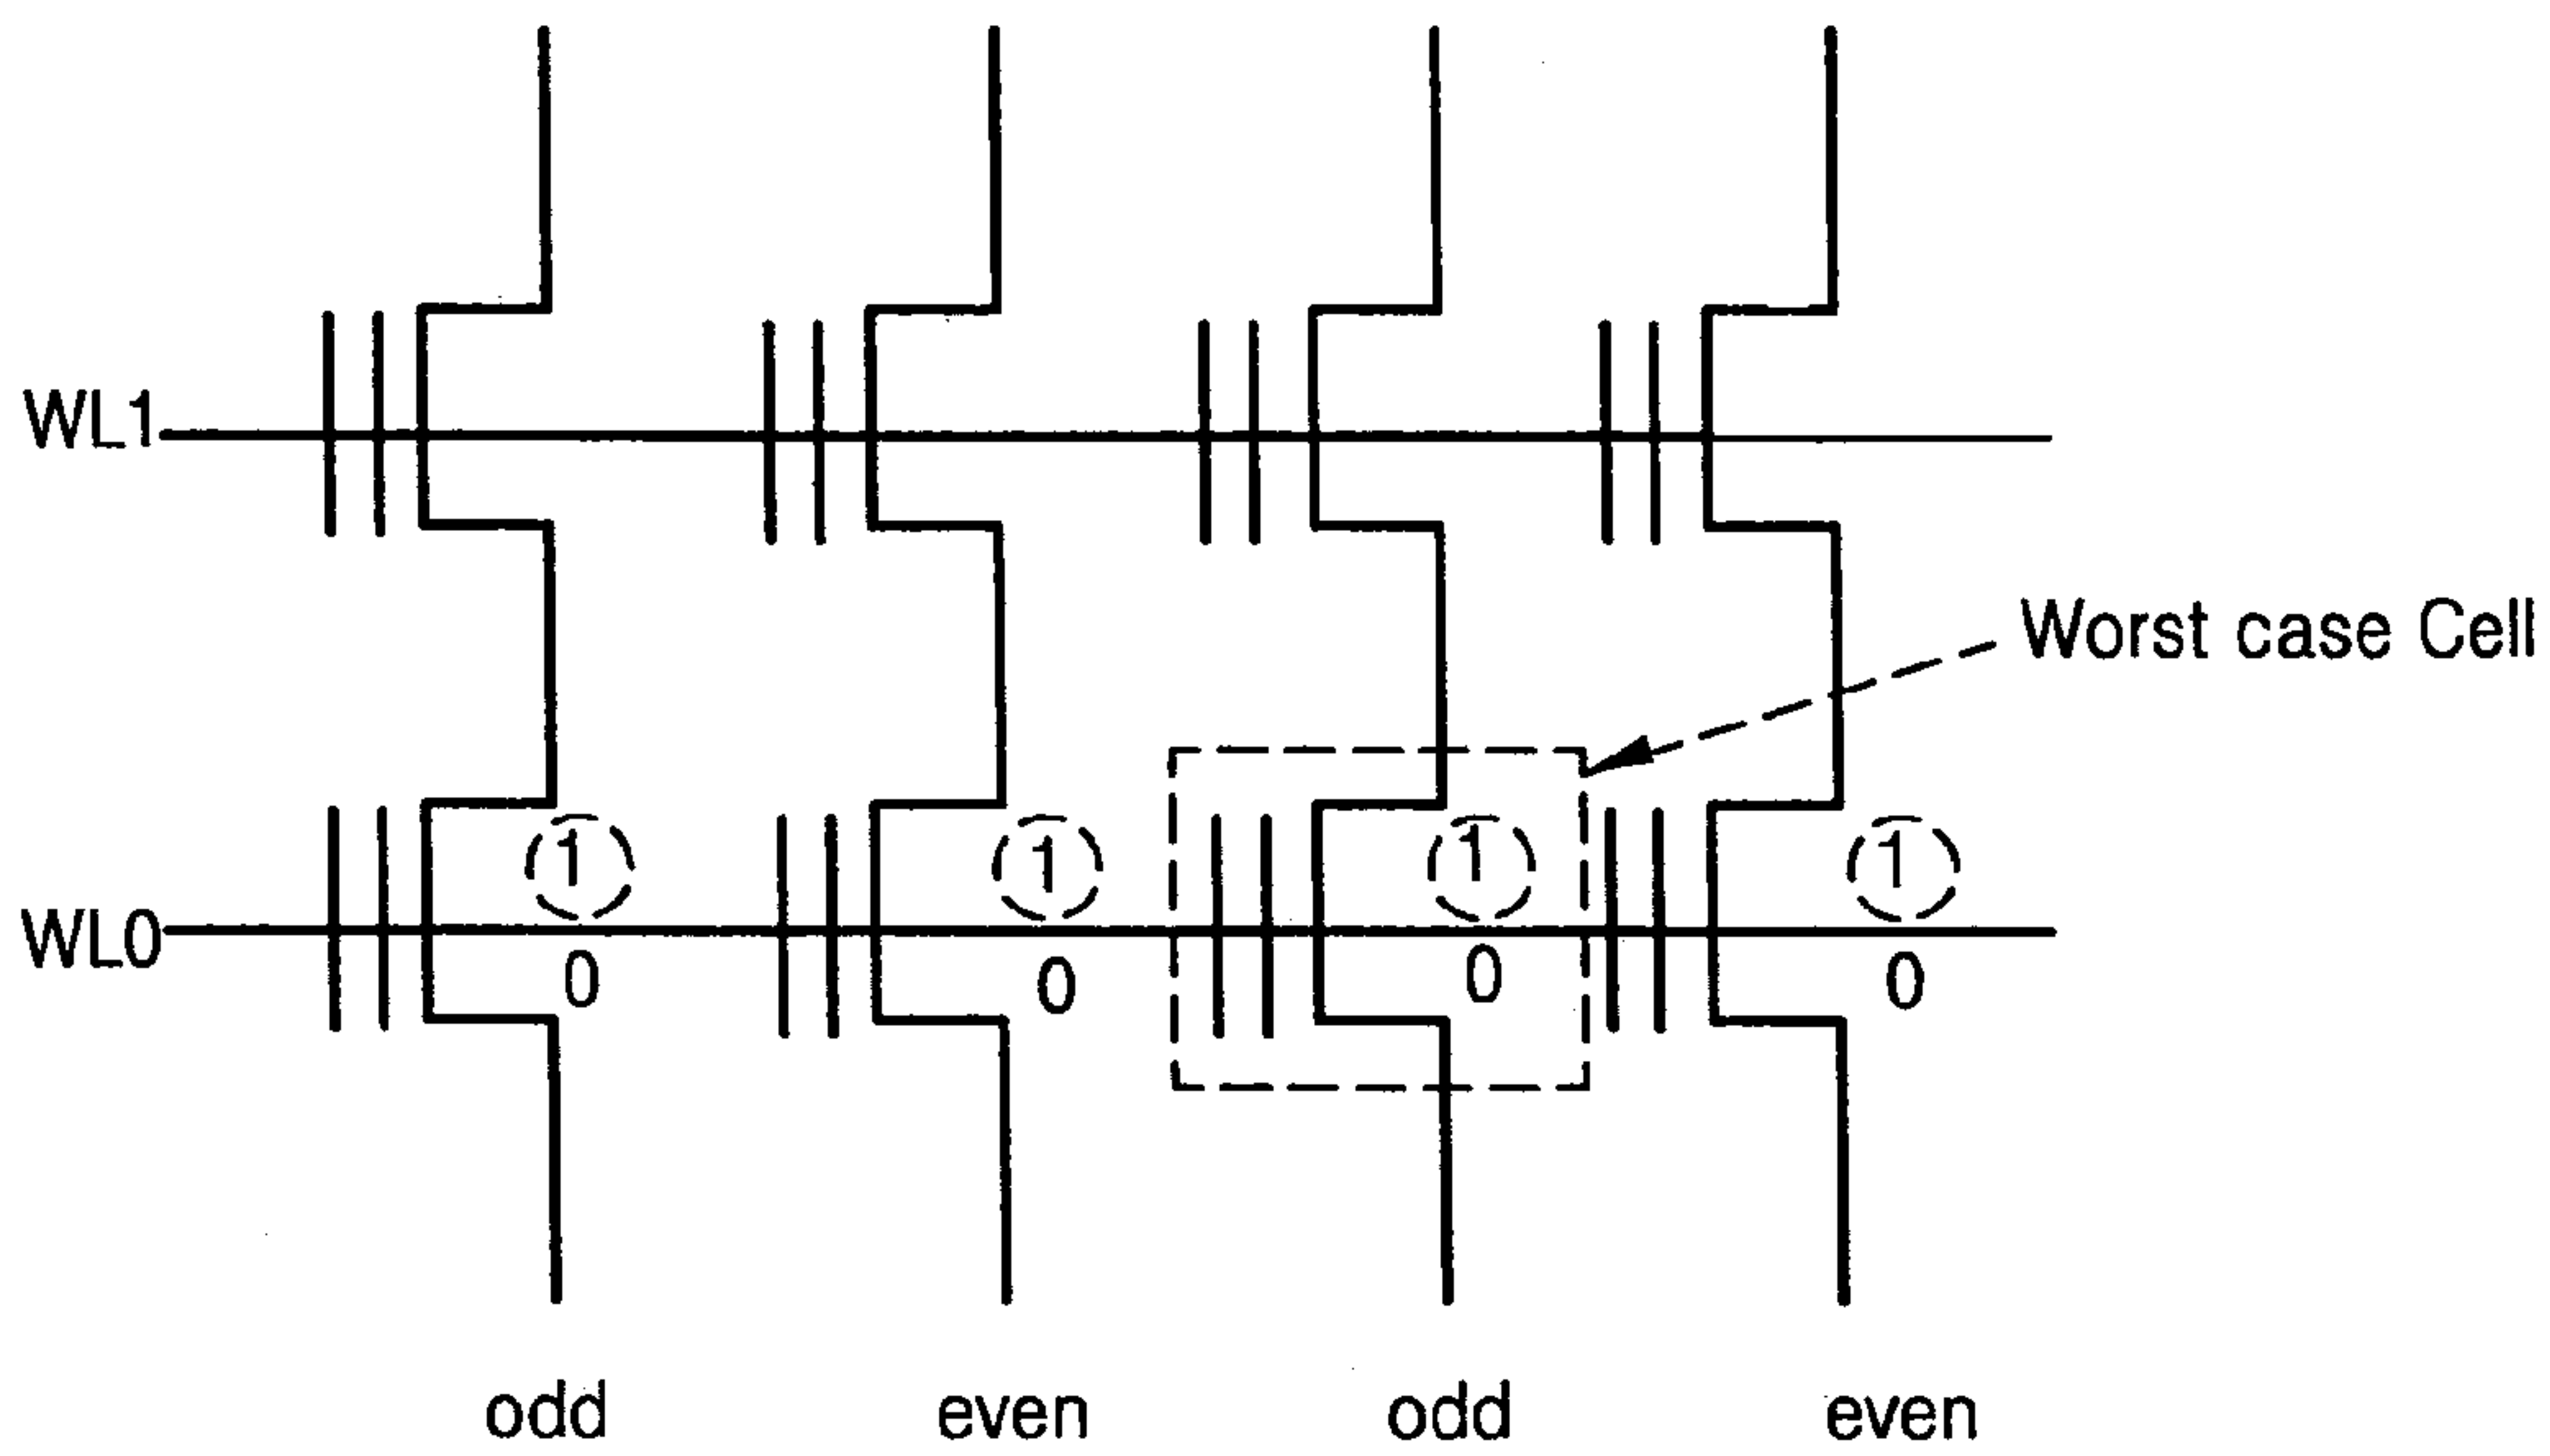 WL1
Worst case Cell
1 1 1 1
WL0
0 0 0 0
odd even odd even